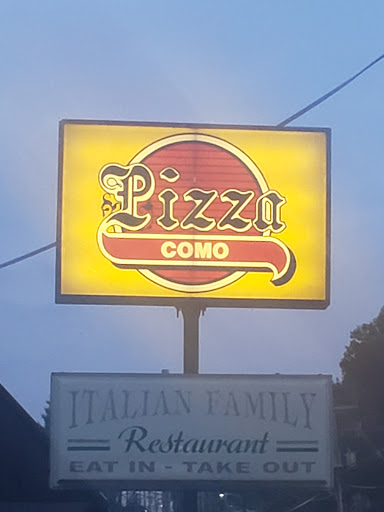 Pizza
COMO
ITALIAN FAMILY
Restaurant
EAT IN - TAKE OUT